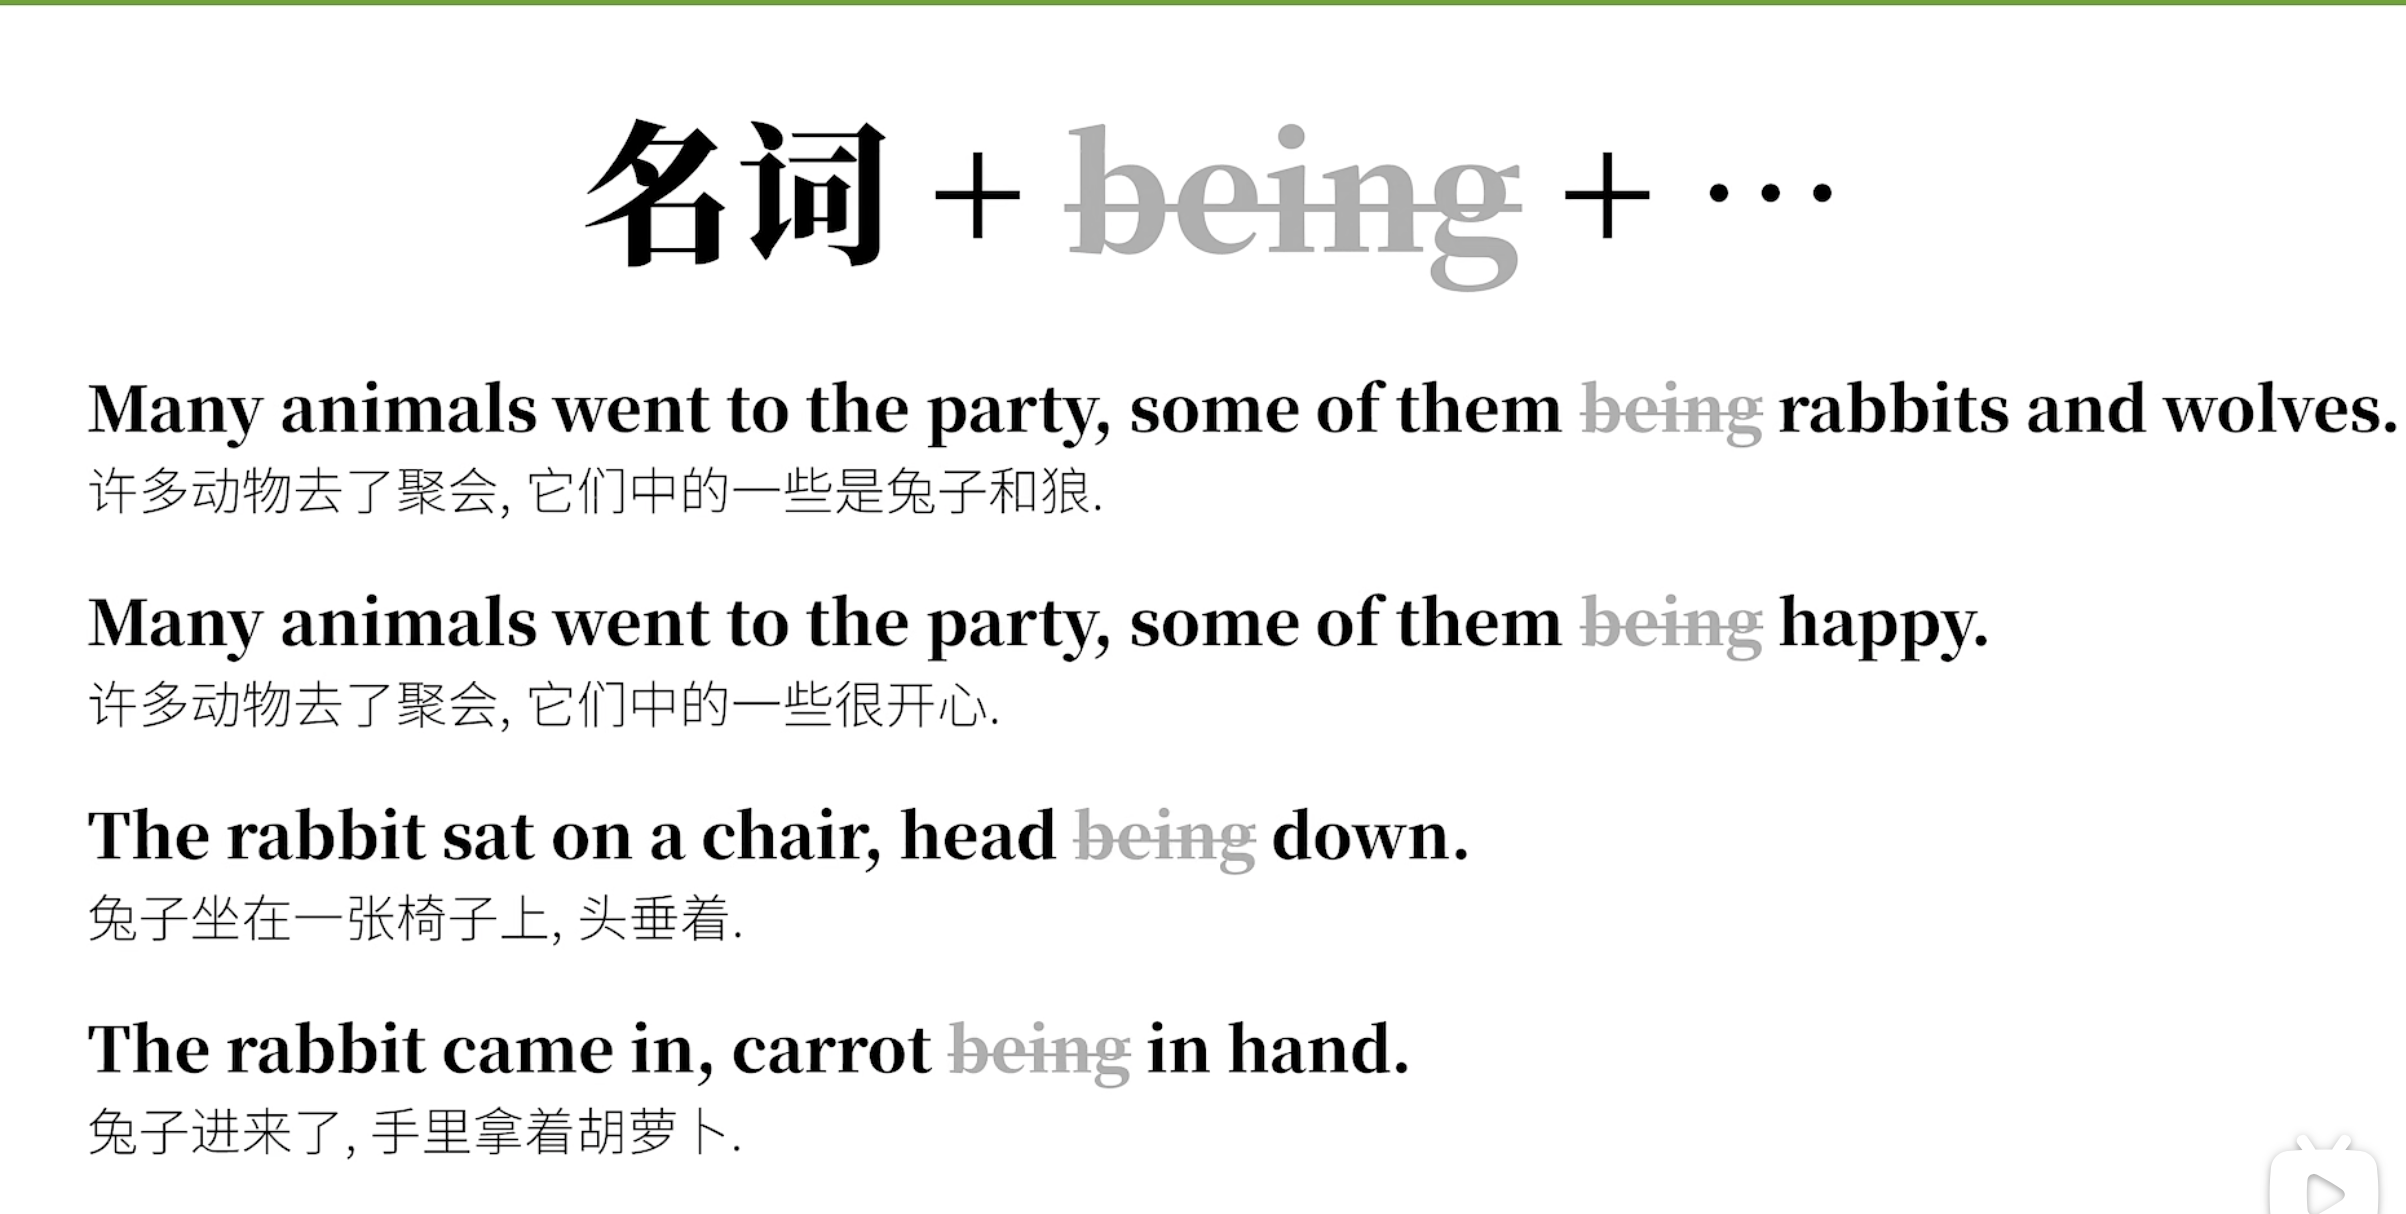 名词 + being + ···
Many animals went to the party, some of them being rabbits and wolves.
许多动物去了聚会, 它们中的一些是兔子和狼.
Many animals went to the party, some of them being happy.
许多动物去了聚会, 它们中的一些很开心.
The rabbit sat on a chair, head being down.
兔子坐在一张椅子上, 头垂着.
The rabbit came in, carrot being in hand.
兔子进来了, 手里拿着胡萝卜.